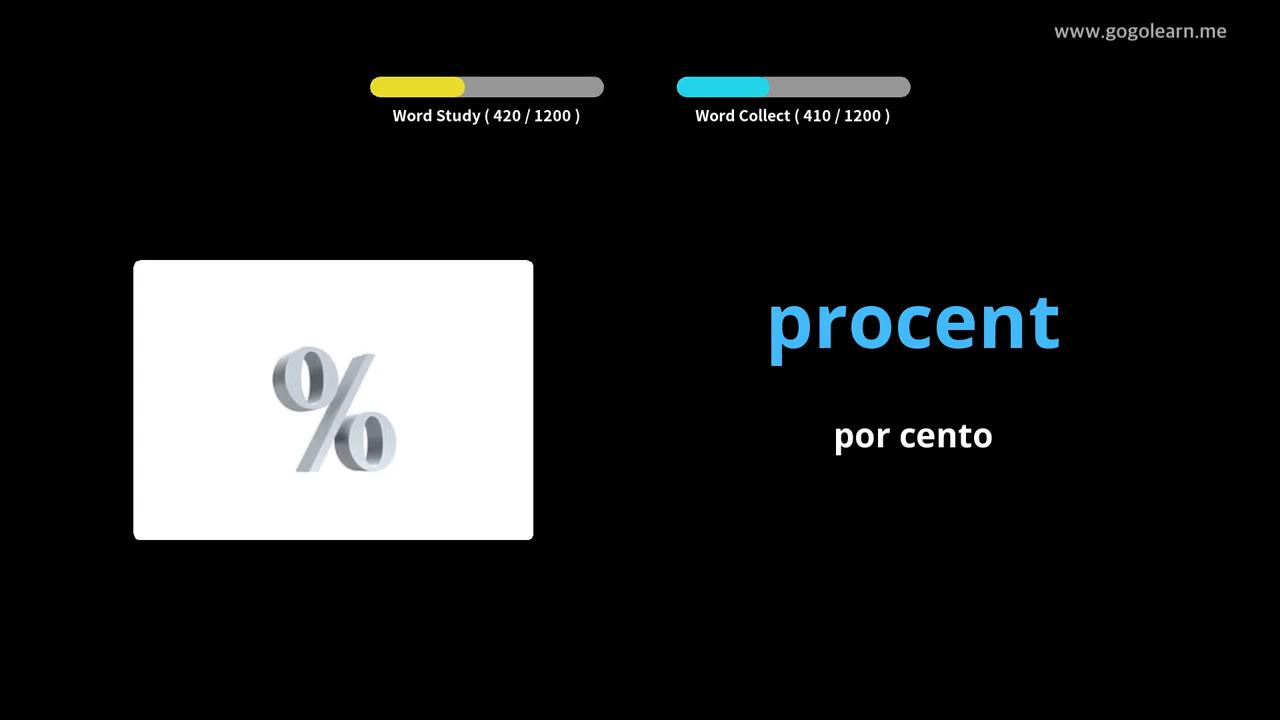 www.gogolearn.me
Word Study ( 420 / 1200 )
Word Collect ( 410 / 1200 )
%
procent
por cento